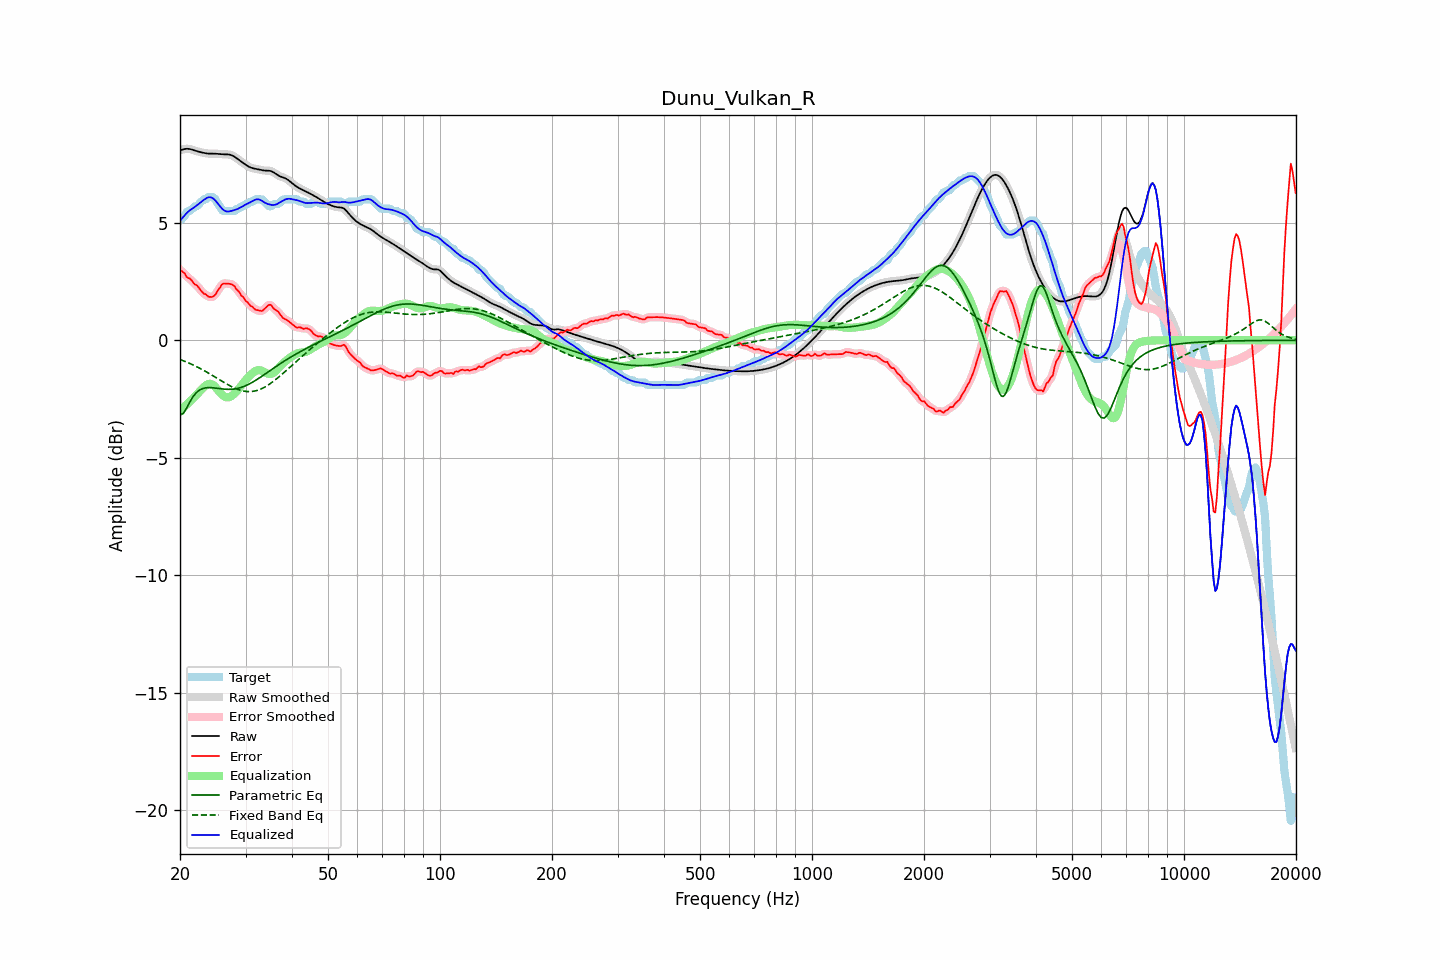 Dunu_Vulkan_R
Amplitude (dBr)
5
0
−5
−10
−15
−20
Target
Raw Smoothed
Error Smoothed
Raw
Error
Equalization
Parametric Eq
Fixed Band Eq
Equalized
20 50 100 200 500 1000 2000 5000 10000 20000
Frequency (Hz)